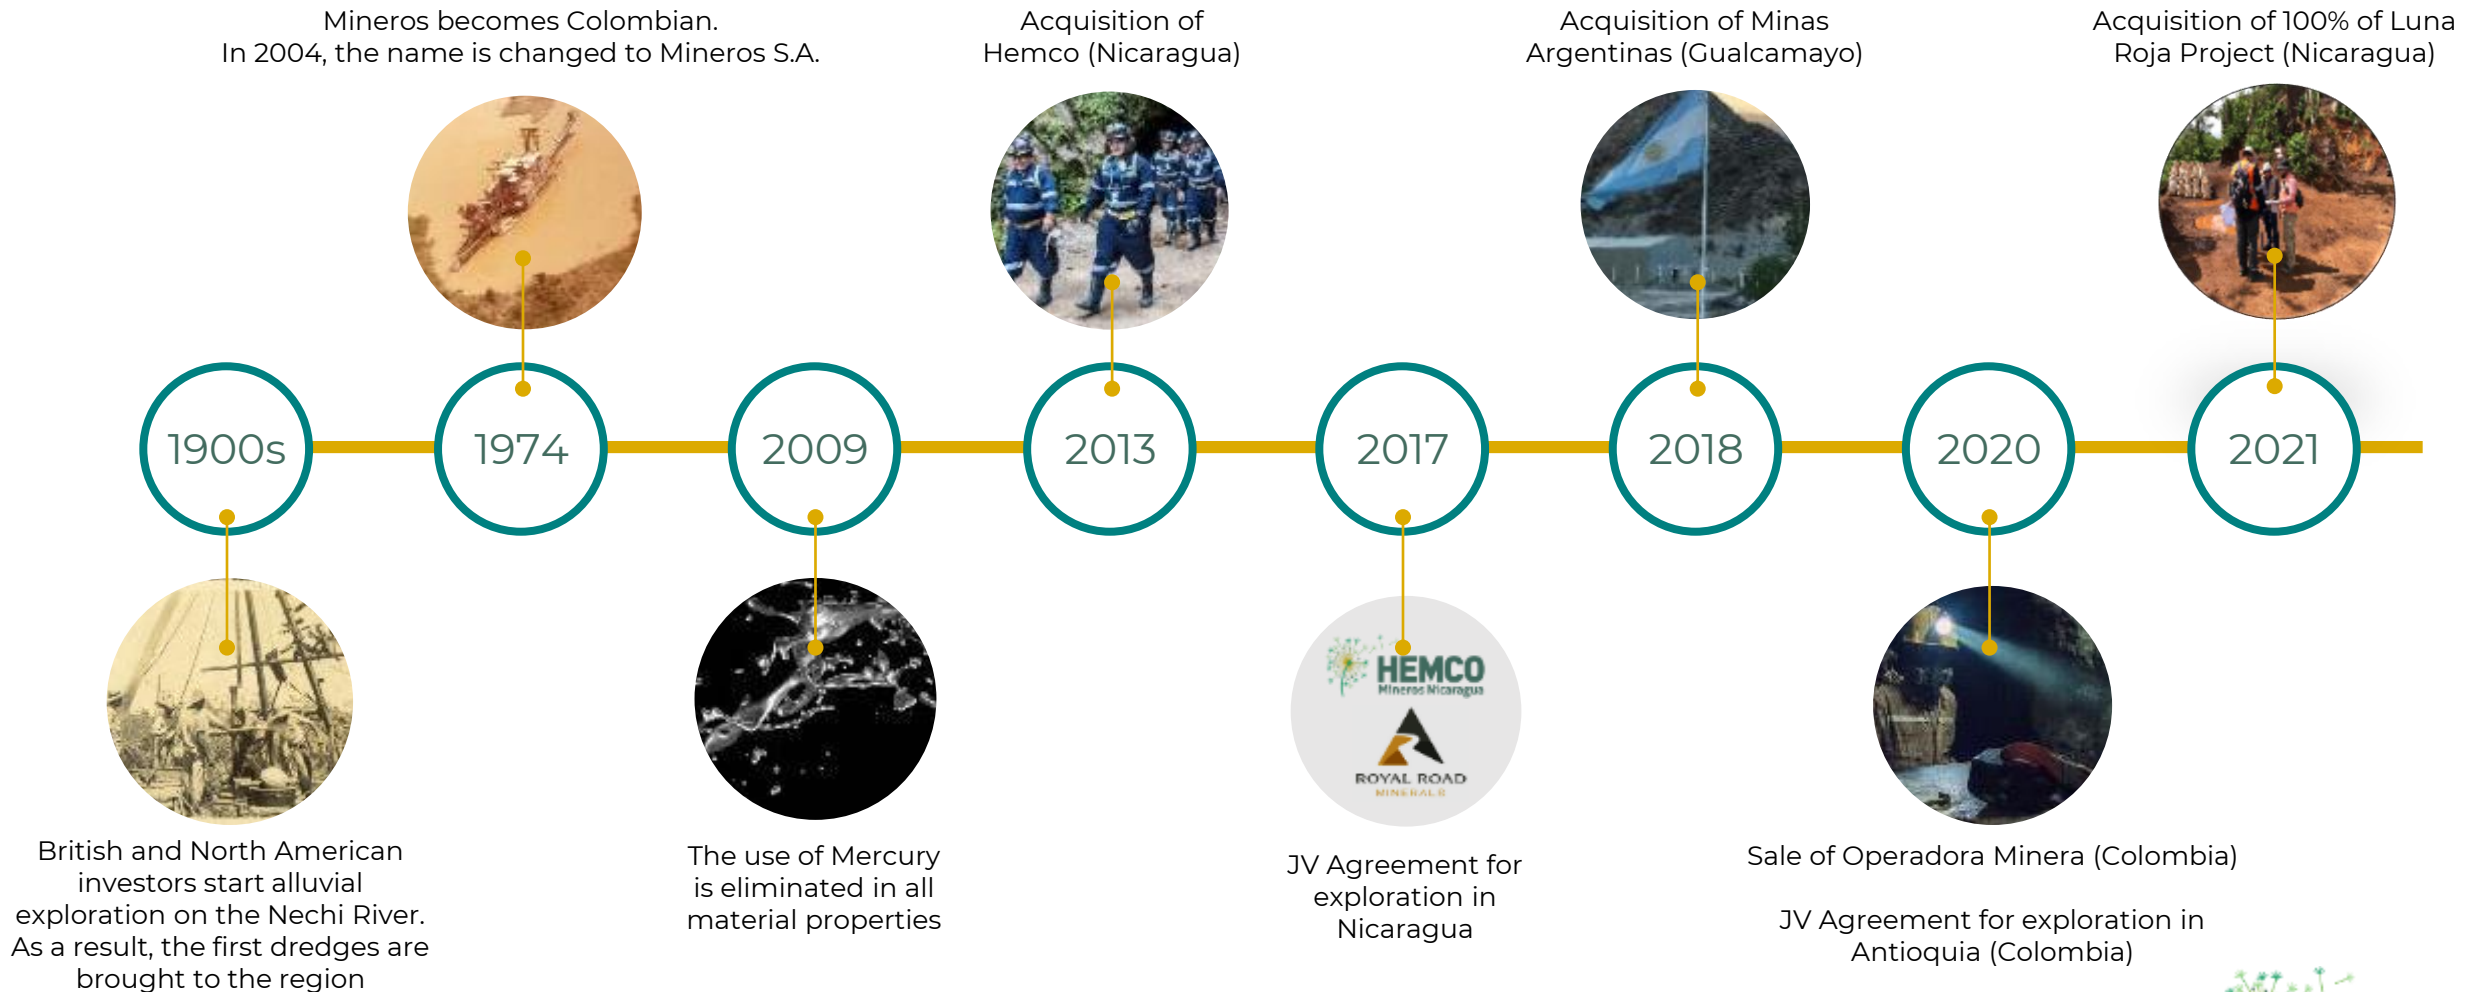 Mineros becomes Colombian.
In 2004, the name is changed to Mineros S.A.
Acquisition of
Hemco (Nicaragua)
Acquisition of Minas
Argentinas (Gualcamayo)
Acquisition of 100% of Luna
Roja Project (Nicaragua)
1900s
1974
2009
2013
2017
2018
2020
2021
British and North American
investors start alluvial
exploration on the Nechi River.
As a result, the first dredges are
brought to the region
The use of Mercury
is eliminated in all
material properties
HEMCO
Mineros Nicaragua
ROYAL ROAD
MINERALS
JV Agreement for
exploration in
Nicaragua
Sale of Operadora Minera (Colombia)
JV Agreement for exploration in
Antioquia (Colombia)